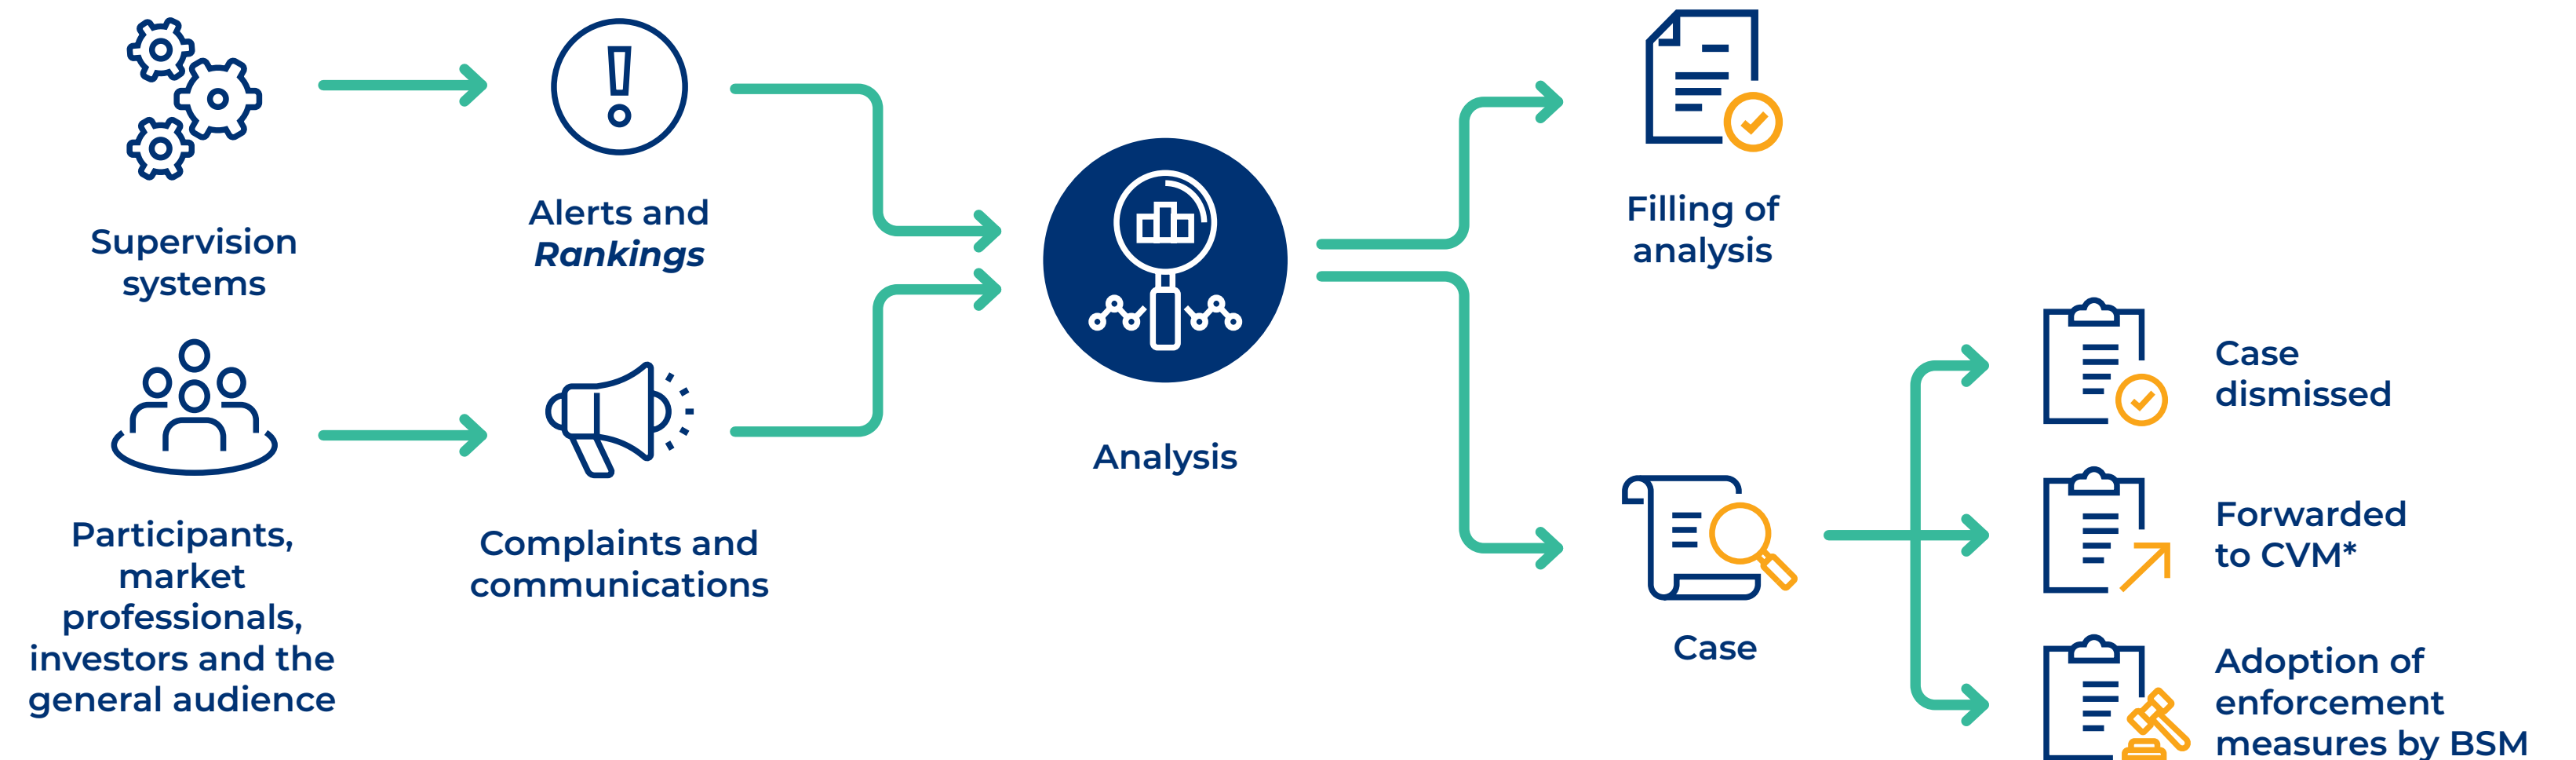 Supervision
systems
Alerts and
Rankings
Participants,
market
professionals,
investors and the
general audience
Complaints and
communications
Analysis
Filling of
analysis
Case
Case
dismissed
Forwarded
to CVM*
Adoption of
enforcement
measures by BSM